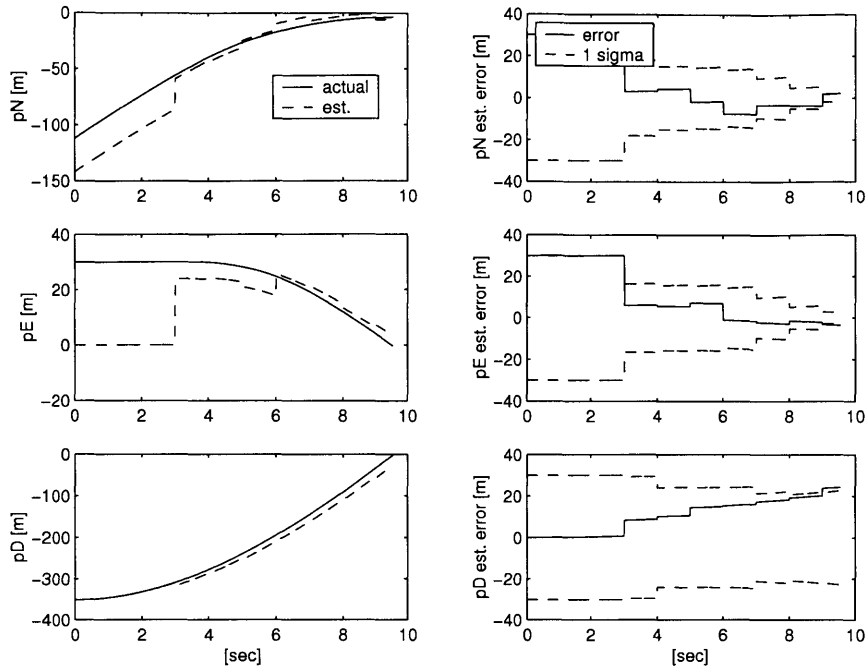 pN [m]
0
-50
-100
-150
0 2 4 6 8 10
actual
est.
pN est. error [m]
40
20
0
-20
-40
0 2 4 6 8 10
error
1 sigma
pE [m]
40
20
0
-20
0 2 4 6 8 10
pE est. error [m]
40
20
0
-20
-40
0 2 4 6 8 10
pD [m]
0
-100
-200
-300
-400
0 2 4 6 8 10
[sec]
pD est. error [m]
40
20
0
-20
-40
0 2 4 6 8 10
[sec]